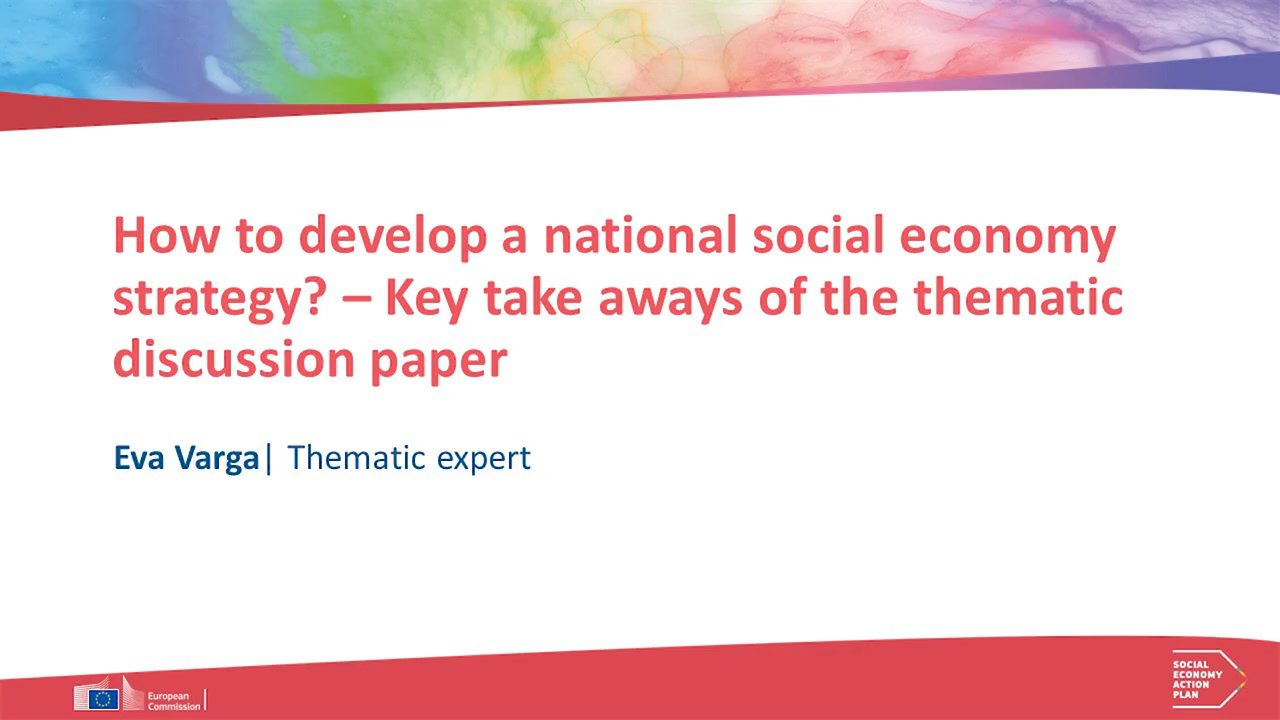 How to develop a national social economy
strategy? – Key take aways of the thematic
discussion paper
Eva Varga| Thematic expert
European
Commission
SOCIAL
ECONOMY
ACTION
PLAN